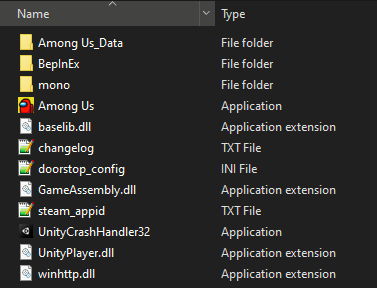 Name Type
Among Us_Data File folder
BepInEx File folder
mono File folder
Among Us Application
baselib.dll Application extension
changelog TXT File
doorstop_config INI File
GameAssembly.dll Application extension
steam_appid TXT File
UnityCrashHandler32 Application
UnityPlayer.dll Application extension
winhttp.dll Application extension